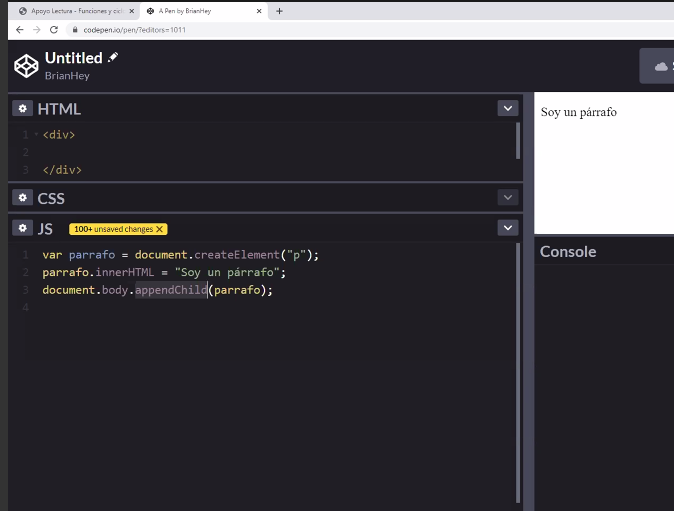 Apoyo Lectura - Funciones y cicl
A Pen by BrianHey
codepen.io/pen/?editors=1011
Untitled
BrianHey
HTML
1 <div>
2
3 </div>
CSS
JS 100+ unsaved changes X
1 var parrafo = document.createElement("p");
2 parrafo.innerHTML = "Soy un párrafo";
3 document.body.appendChild(parrafo);
4
Soy un párrafo
Console